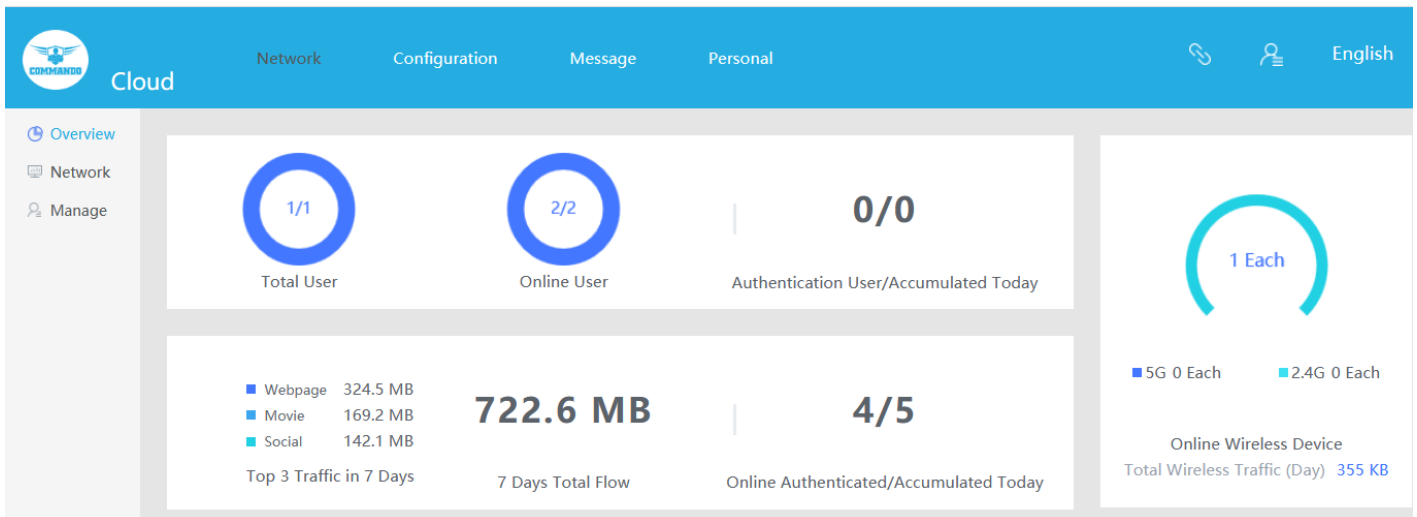 COMMANDO
Cloud
Network
Configuration
Message
Personal
English
Overview
Network
Manage
1/1
Total User
2/2
Online User
0/0
Authentication User/Accumulated Today
Webpage 324.5 MB
Movie 169.2 MB
Social 142.1 MB
Top 3 Traffic in 7 Days
722.6 MB
7 Days Total Flow
4/5
Online Authenticated/Accumulated Today
1 Each
5G 0 Each
2.4G 0 Each
Online Wireless Device
Total Wireless Traffic (Day) 355 KB